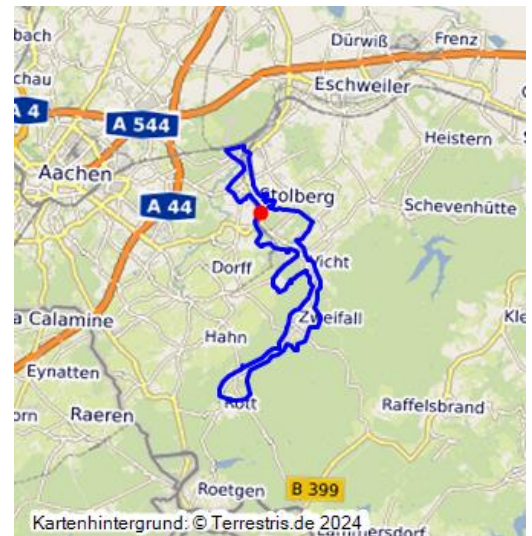 bach
Dürwiß
Frenz
chau
Eschweiler
A 4
A 544
Heistern
Aachen
Stolberg
A 44
Schevenhütte
Dorff
Vicht
a Calamine
Zweifall
Kle
Hahn
Eynatten
Raeren
Rott
Raffelsbrand
Roetgen
B 399
Kartenhintergrund: © Terrestris.de 2024